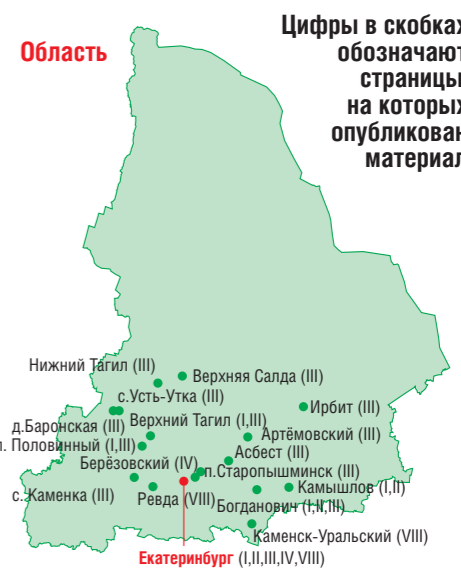 Область
Цифры в скобках
обозначают
страницы,
на которых
опубликован
материал
Нижний Тагил (III)
Верхняя Салда (III)
с.Усть-Утка (III)
Ирбит (III)
д.Баронская (III)
Верхний Тагил (I,III)
Артёмовский (III)
п. Половинный (I,III)
Асбест (III)
Берёзовский (IV)
п.Старопышминск (III)
с. Каменка (III)
Ревда (VIII)
Камышлов (I,II)
Богданович (I,II,III)
Каменск-Уральский (VIII)
Екатеринбург (I,II,III,IV,VIII)